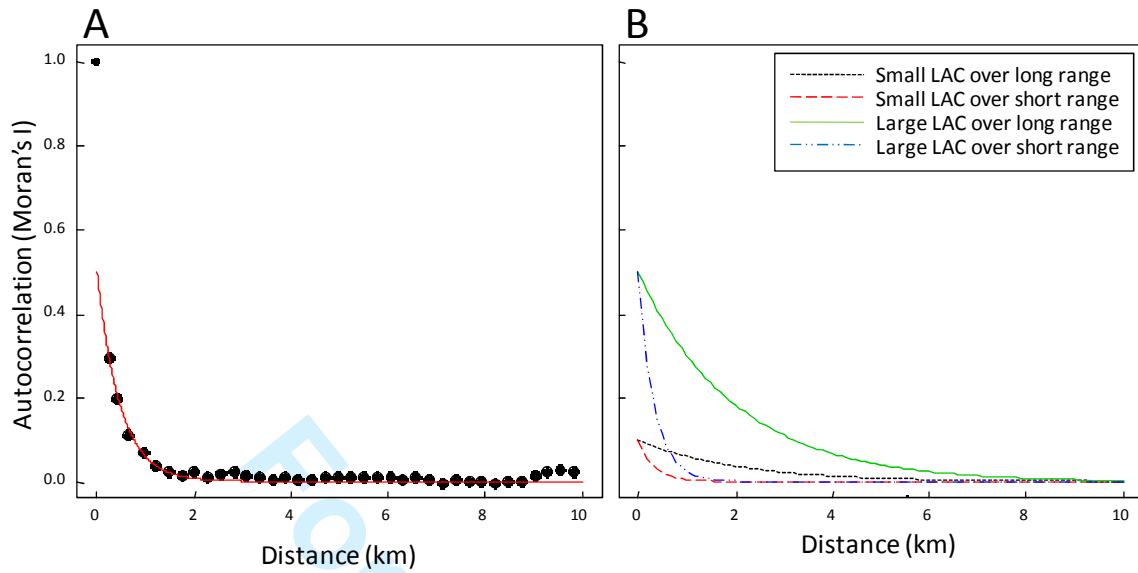 A
B
Autocorrelation (Moran's I)
1.0
0.8
0.6
0.4
0.2
0.0
0 2 4 6 8 10
Distance (km)
Small LAC over long range
Small LAC over short range
Large LAC over long range
Large LAC over short range
0 2 4 6 8 10
Distance (km)
Fo